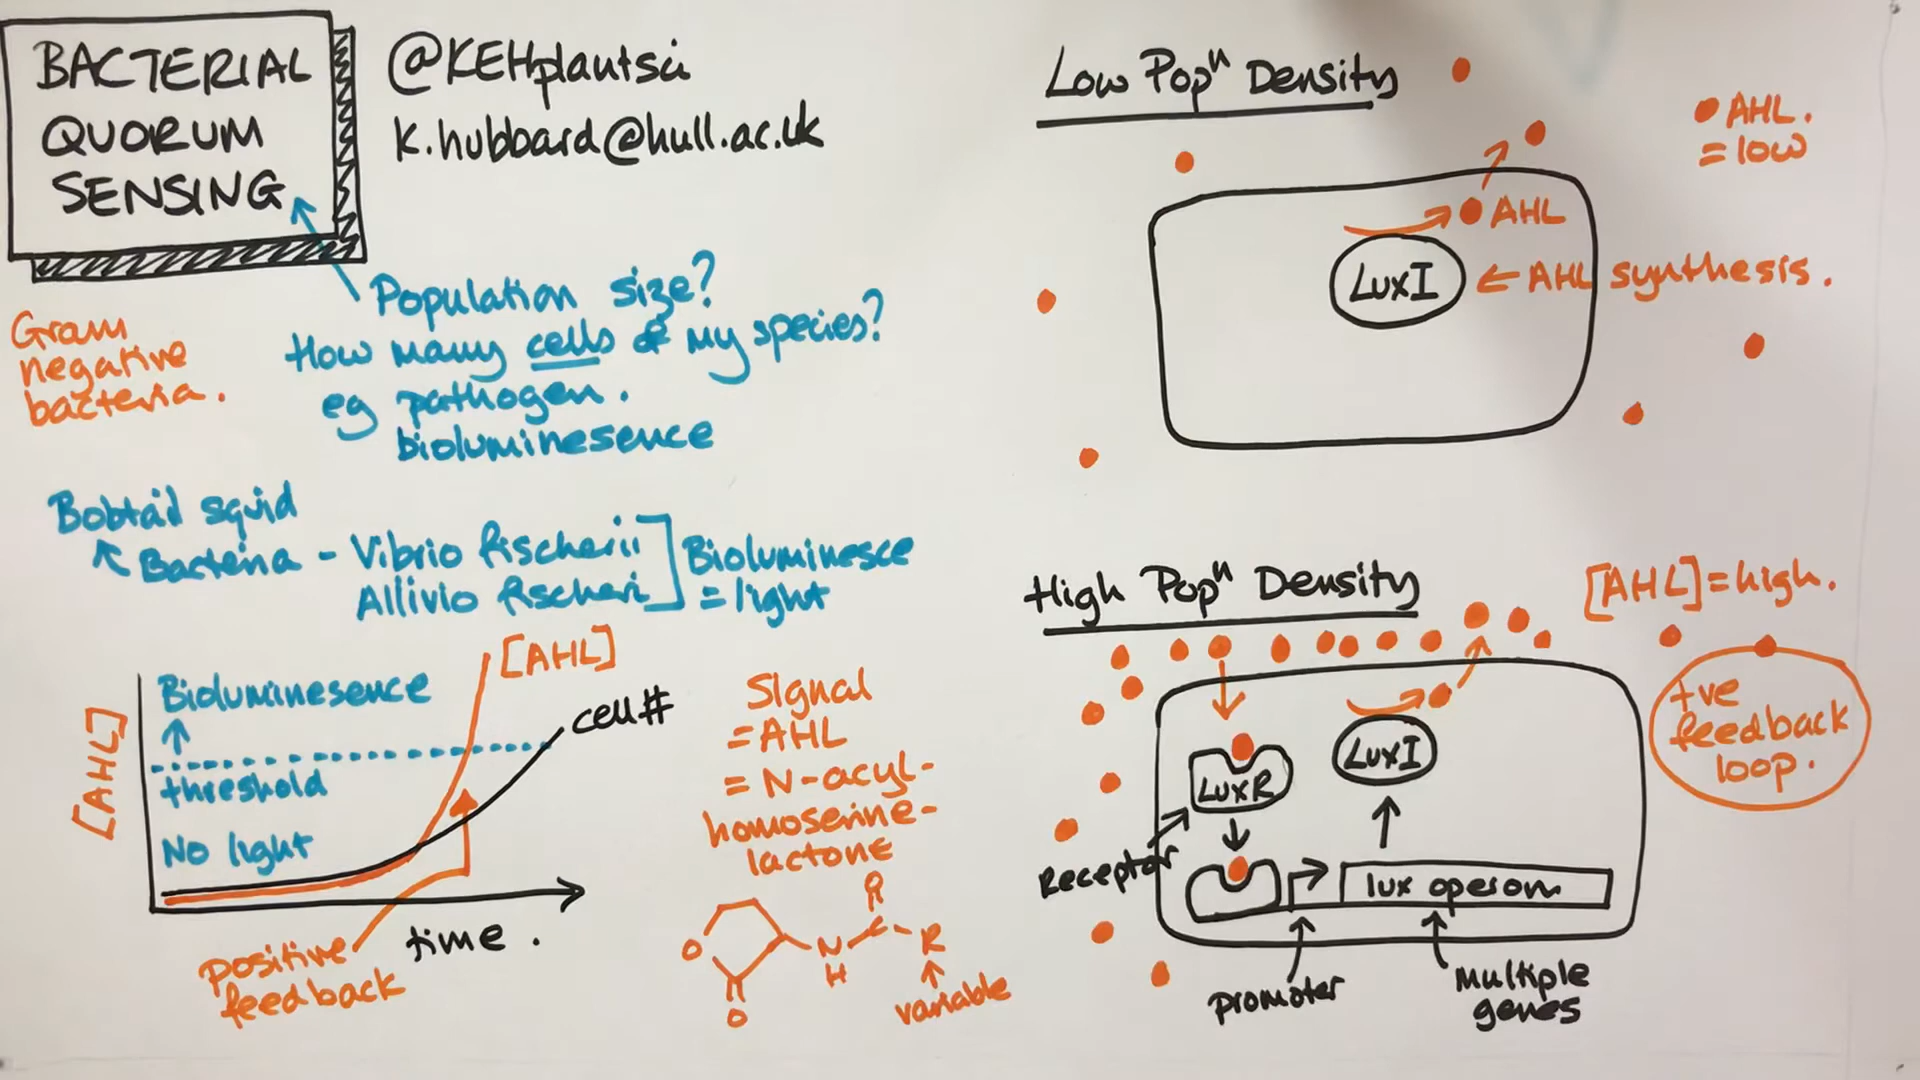 BACTERIAL
QUORUM
SENSING
@KEHplantsci
k.hubbard@hull.ac.uk
Gram
negative
bacteria.
Population size?
How many cells of my species?
eg pathogen.
bioluminesence
Bobtail squid
Bacteria - Vibrio fischerii
Allivio fischeri
Bioluminesce
= light
[AHL]
Bioluminesence
threshold
No light
[AHL]
cell#
time.
positive
feedback
Signal
= AHL
= N-acyl-
homoserine-
lactone
O
O
N
H
C
O
R
variable
Low Popn Density
AHL.
= low
AHL
LuxI
← AHL synthesis.
High Popn Density
[AHL] = high.
+ve
feedback
loop.
LuxR
LuxI
Receptor
lux operon
promoter
Multiple
genes